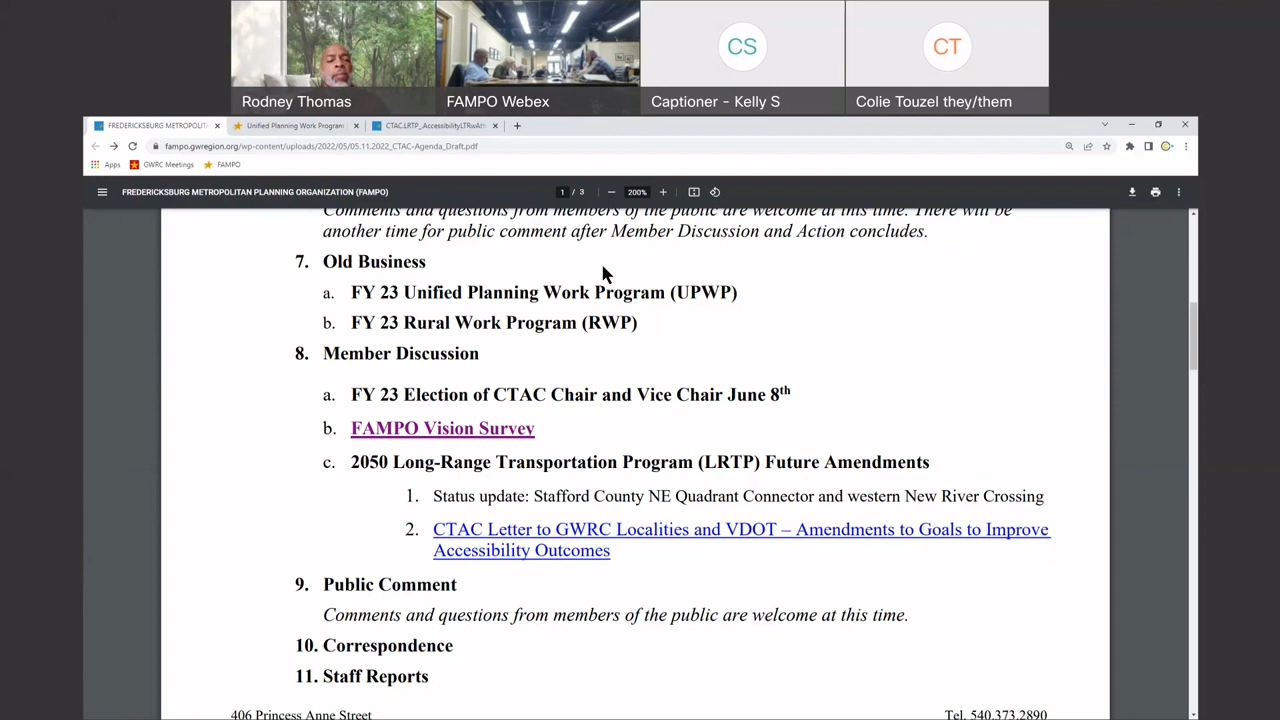 CS
CT
Rodney Thomas
FAMPO Webex
Captioner - Kelly S
Colie Touzel they/them
FREDERICKSBURG METROPOLITA
Unified Planning Work Program
CTAC.LRTP_AccessibilityLTRwAtt
fampo.gwregion.org/wp-content/uploads/2022/05/05.11.2022_CTAC-Agenda_Draft.pdf
Apps
GWRC Meetings
FAMPO
FREDERICKSBURG METROPOLITAN PLANNING ORGANIZATION (FAMPO)
1 / 3
200%
Comments and questions from members of the public are welcome at this time. There will be
another time for public comment after Member Discussion and Action concludes.
7. Old Business
a. FY 23 Unified Planning Work Program (UPWP)
b. FY 23 Rural Work Program (RWP)
8. Member Discussion
a. FY 23 Election of CTAC Chair and Vice Chair June 8th
b. FAMPO Vision Survey
c. 2050 Long-Range Transportation Program (LRTP) Future Amendments
1. Status update: Stafford County NE Quadrant Connector and western New River Crossing
2. CTAC Letter to GWRC Localities and VDOT – Amendments to Goals to Improve
Accessibility Outcomes
9. Public Comment
Comments and questions from members of the public are welcome at this time.
10. Correspondence
11. Staff Reports
406 Princess Anne Street
Tel. 540.373.2890